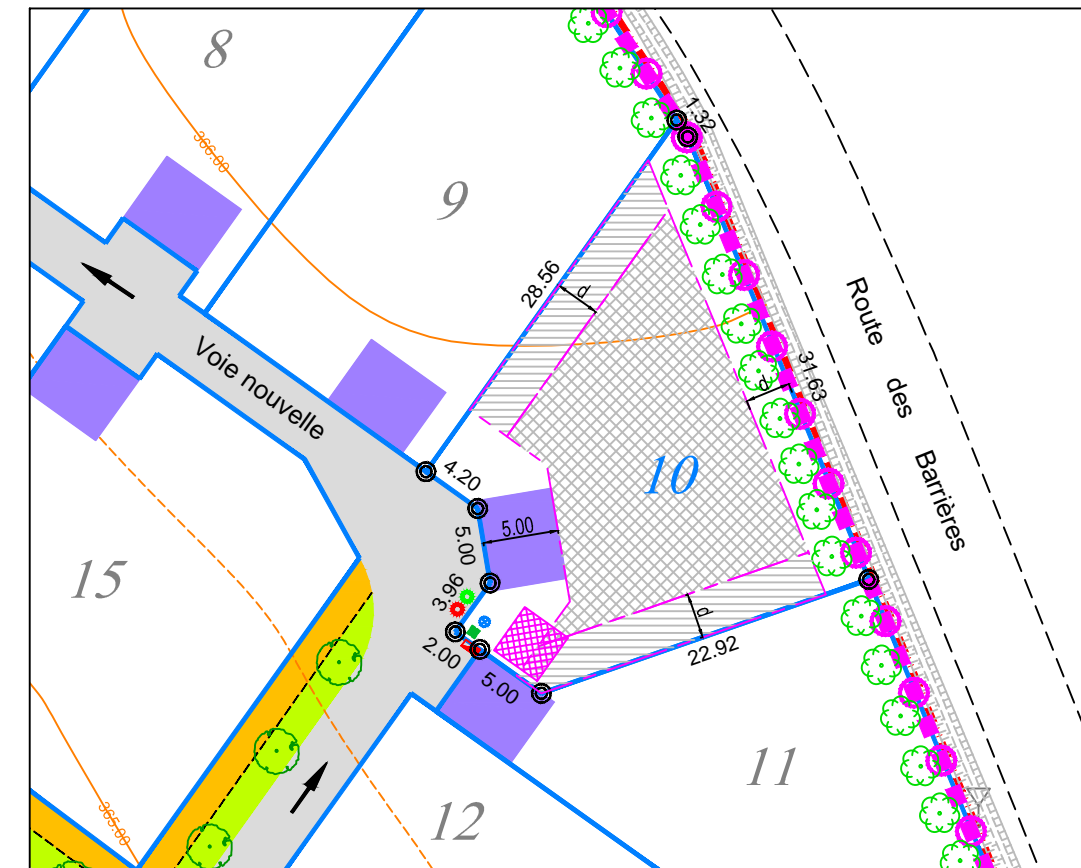 8
366.00
9
1.32
28.56
d
Route
des
Barrières
Voie nouvelle
31.63
d
4.20
10
5.00
5.00
15
3.96
d
2.00
22.92
5.00
11
365.00
12